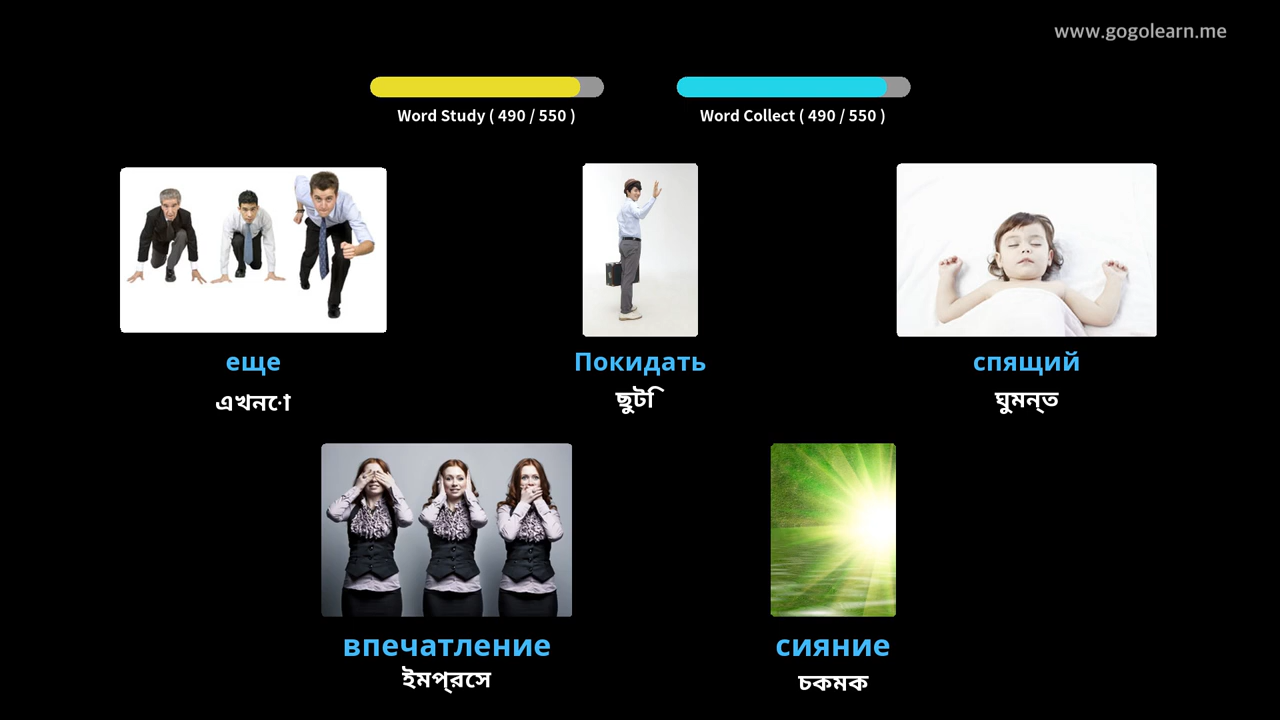 www.gogolearn.me
Word Study ( 490 / 550 )
Word Collect ( 490 / 550 )
еще
এখনো
Покидать
ছুটি
спящий
ঘুমন্ত
впечатление
ইমপ্রসে
сияние
চকমক